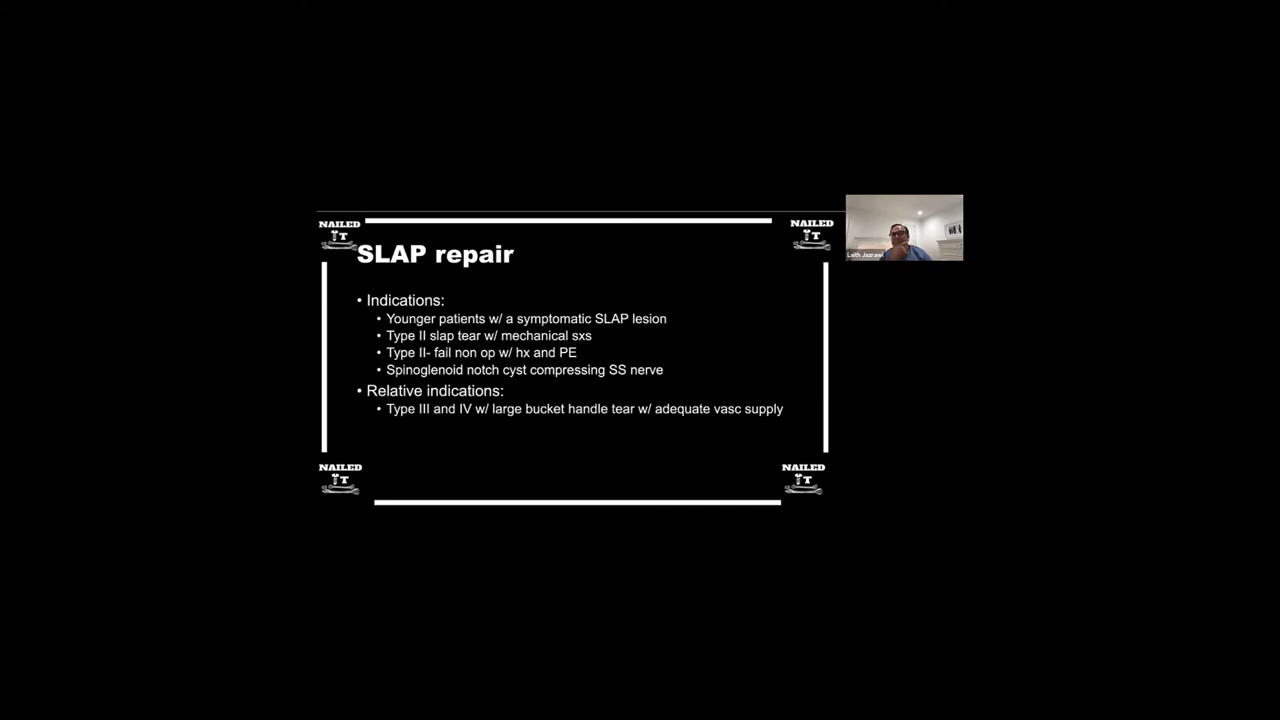 NAILED
IT
NAILED
IT
SLAP repair
Laith Jazrawi
• Indications:
• Younger patients w/ a symptomatic SLAP lesion
• Type II slap tear w/ mechanical sxs
• Type II- fail non op w/ hx and PE
• Spinoglenoid notch cyst compressing SS nerve
• Relative indications:
• Type III and IV w/ large bucket handle tear w/ adequate vasc supply
NAILED
IT
NAILED
IT